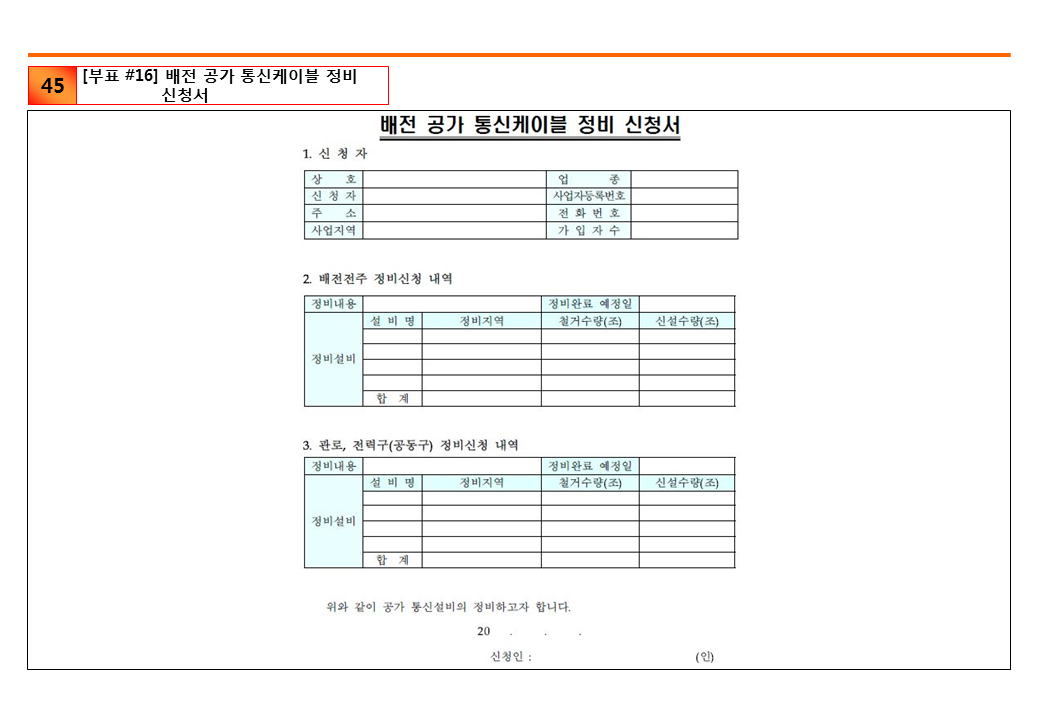 45
[부표 #16] 배전 공가 통신케이블 정비
신청서
배전 공가 통신케이블 정비 신청서
1. 신 청 자
상 호 업 종
신 청 자 사업자등록번호
주 소 전 화 번 호
사업지역 가 입 자 수
2. 배전전주 정비신청 내역
정비내용 정비완료 예정일
설 비 명 정비지역 철거수량(조) 신설수량(조)
정비설비
합 계
3. 관로, 전력구(공동구) 정비신청 내역
정비내용 정비완료 예정일
설 비 명 정비지역 철거수량(조) 신설수량(조)
정비설비
합 계
위와 같이 공가 통신설비의 정비하고자 합니다.
20 . . .
신청인 : (인)